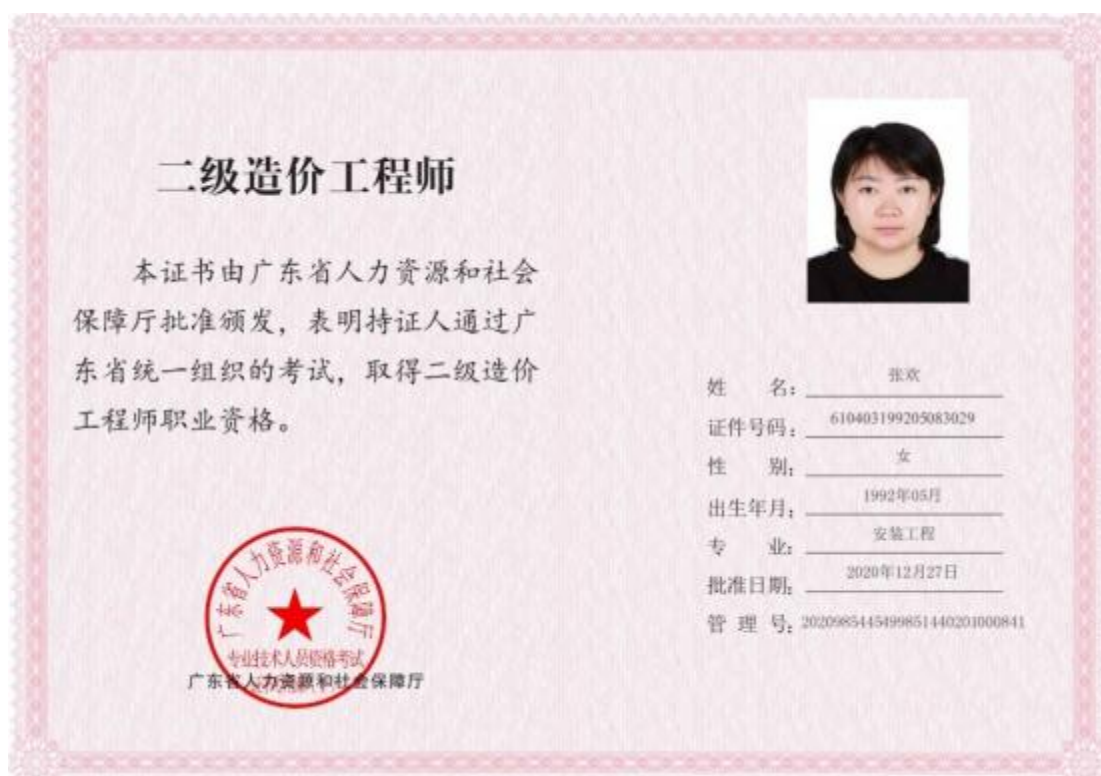 二级造价工程师
本证书由广东省人力资源和社会
保障厅批准颁发，表明持证人通过广
东省统一组织的考试，取得二级造价
工程师职业资格。
广东省人力资源和社会保障厅
专业技术人员资格考试
广东省人力资源和社会保障厅
姓 名：张欢
证件号码：610403199205083029
性 别：女
出生年月：1992年05月
专 业：安装工程
批准日期：2020年12月27日
管 理 号：20209854454998514402010008​41